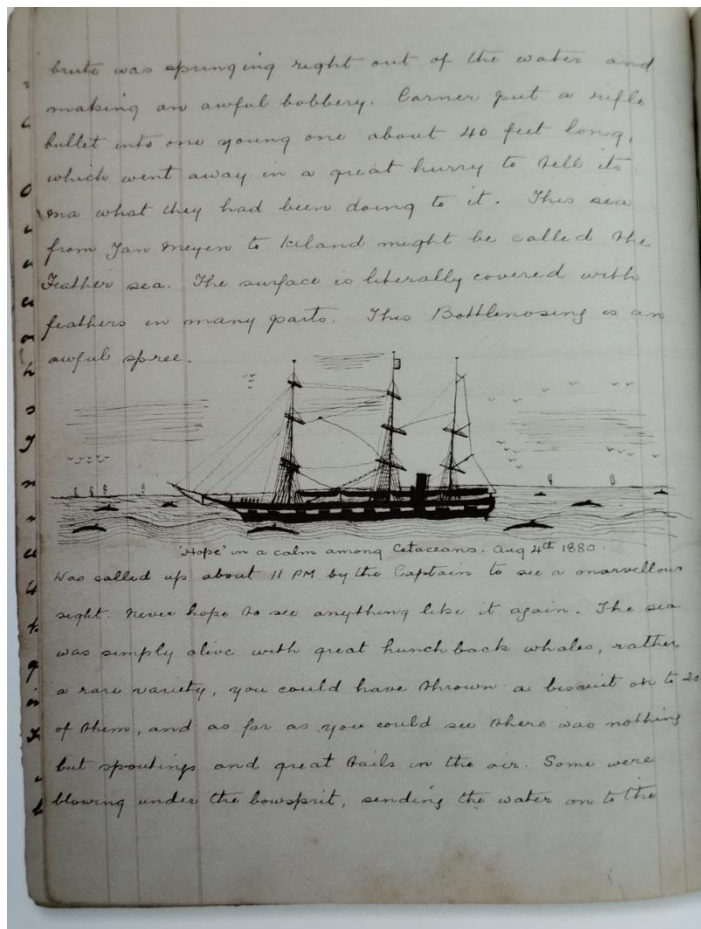 brute was springing right out of the water and
making an awful bobbery. Carner put a rifle
bullet into one young one about 40 feet long,
which went away in a great hurry to tell its
ma what they had been doing to it. This sea
from Jan Meyen to Iceland might be called the
Feather sea. The surface is literally covered with
feathers in many parts. This Bottlenosing is an
awful spree.
'Hope' in a calm among Cetaceans. Aug 4th 1880.
Was called up about 11 PM by the Captain to see a marvellous
sight. Never hope to see anything like it again. The sea
was simply alive with great hunchback whales, rather
a rare variety, you could have thrown a biscuit on to 200
of them, and as far as you could see there was nothing
but spoutings and great tails in the air. Some were
blowing under the bowsprit, sending the water on to the